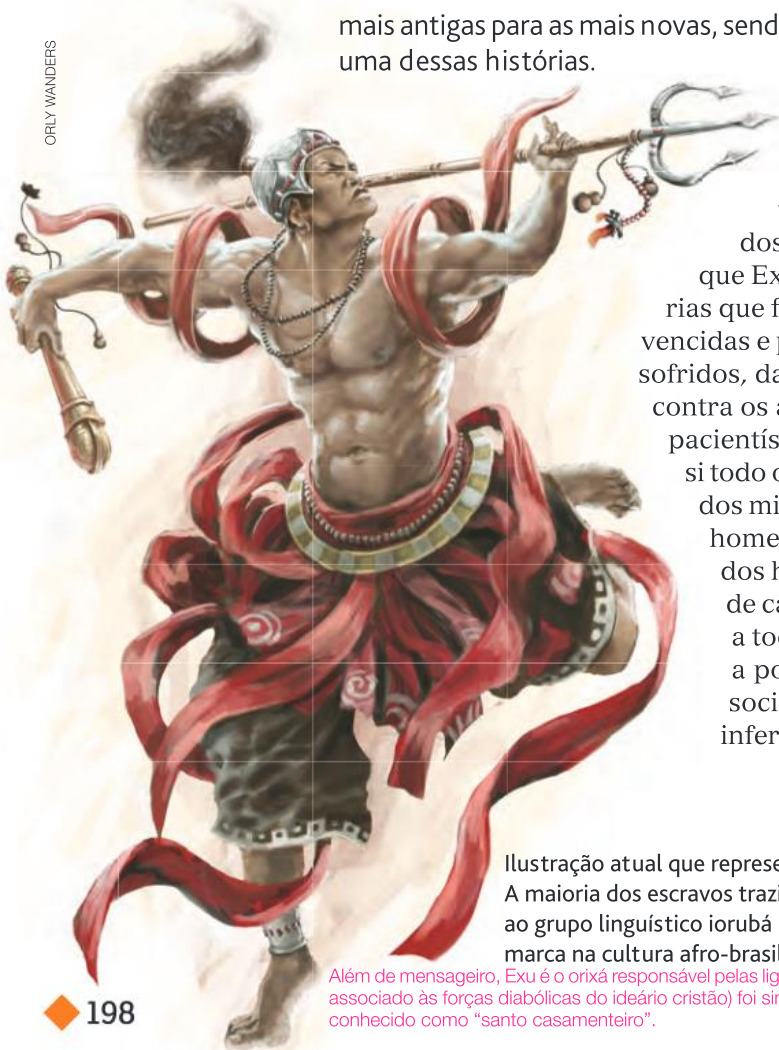 mais antigas para as mais novas, send
uma dessas histórias.
ORLY WANDERS
dos
que Ex
rias que f
vencidas e p
sofridos, da
contra os a
pacientís
si todo o
dos mi
home
dos h
de ca
a to
a po
soci
infer
Ilustração atual que represe
A maioria dos escravos trazi
ao grupo linguístico iorubá
marca na cultura afro-brasil
Além de mensageiro, Exu é o orixá responsável pelas lig
associado às forças diabólicas do ideário cristão) foi sin
conhecido como “santo casamenteiro”.
198